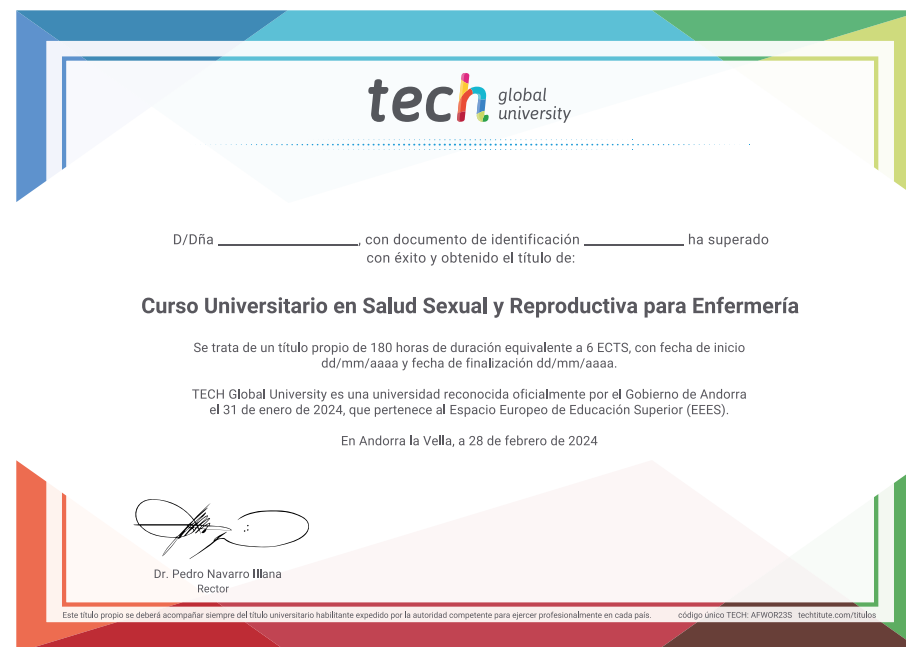 tech global university
D/Dña ________________, con documento de identificación ____________ ha superado
con éxito y obtenido el título de:
Curso Universitario en Salud Sexual y Reproductiva para Enfermería
Se trata de un título propio de 180 horas de duración equivalente a 6 ECTS, con fecha de inicio
dd/mm/aaaa y fecha de finalización dd/mm/aaaa.
TECH Global University es una universidad reconocida oficialmente por el Gobierno de Andorra
el 31 de enero de 2024, que pertenece al Espacio Europeo de Educación Superior (EEES).
En Andorra la Vella, a 28 de febrero de 2024
Dr. Pedro Navarro Illana
Rector
Este título propio se deberá acompañar siempre del título universitario habilitante expedido por la autoridad competente para ejercer profesionalmente en cada país. código único TECH: AFWOR23S techtitute.com/titulos